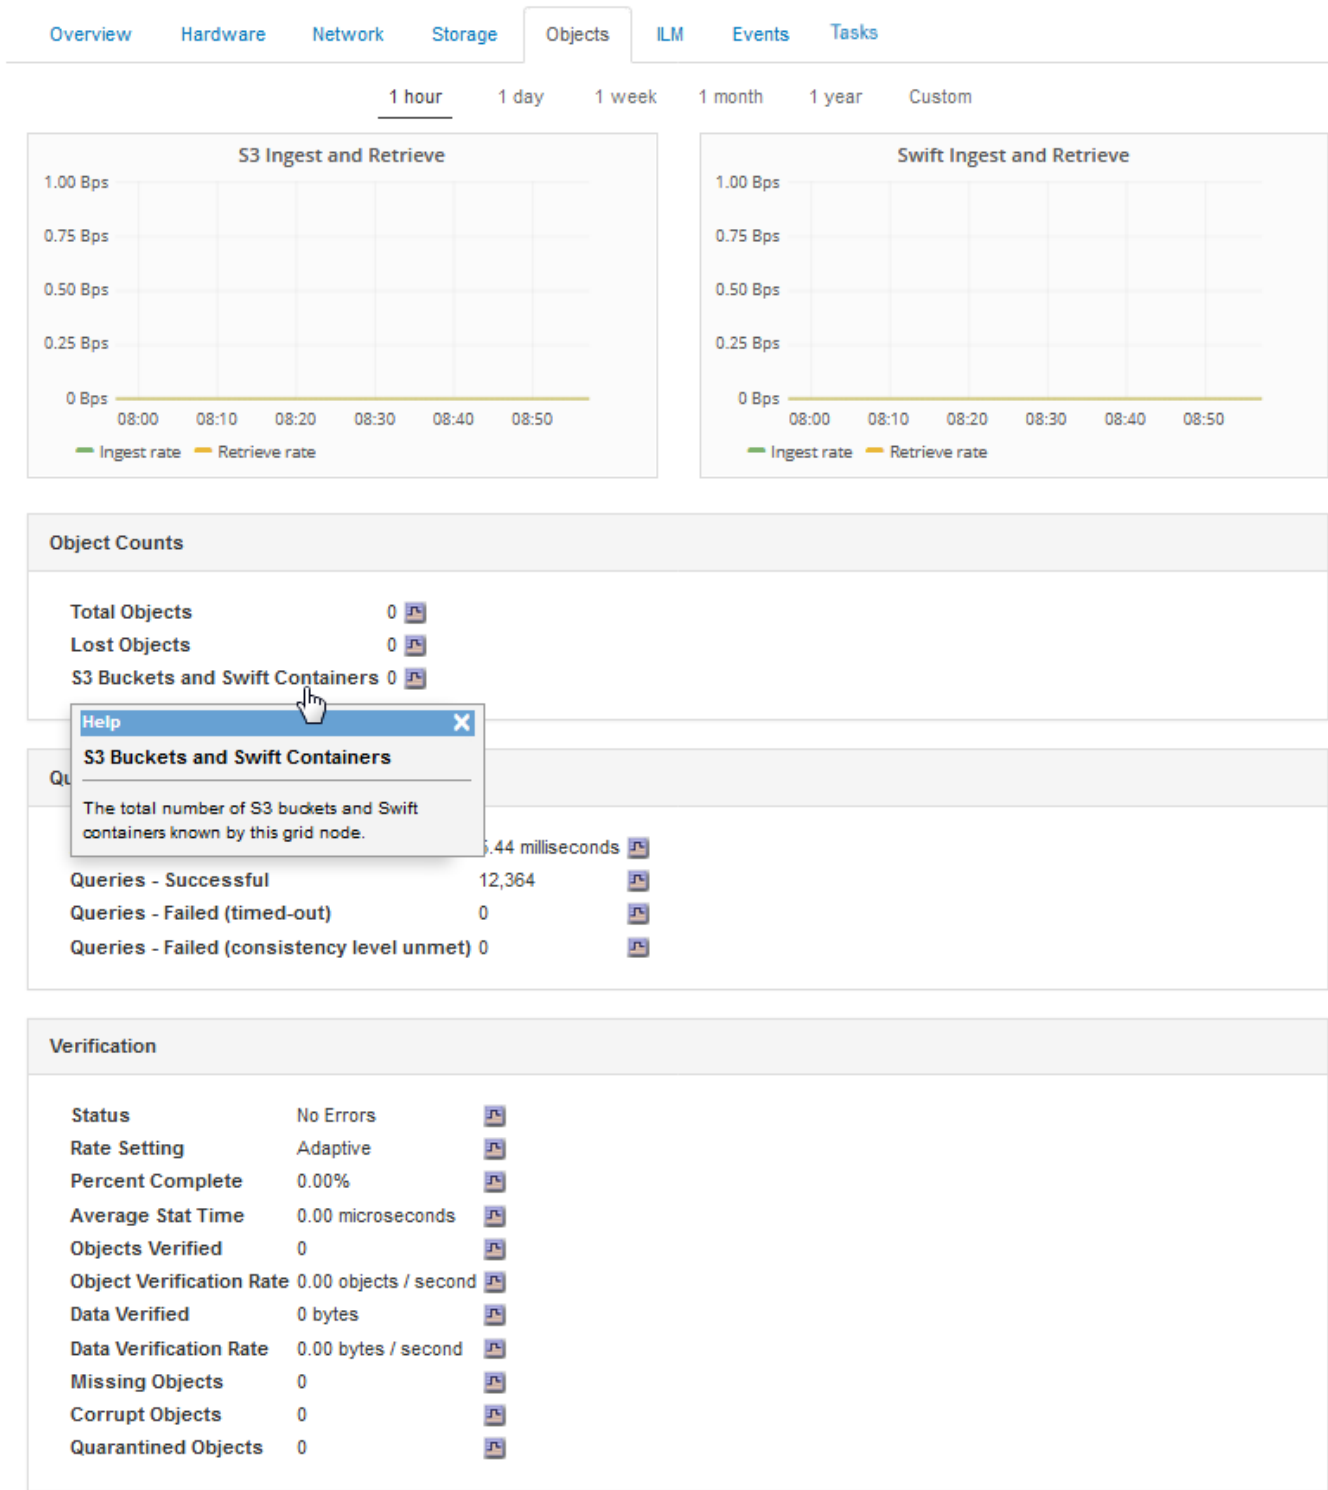 Overview Hardware Network Storage Objects ILM Events Tasks
1 hour 1 day 1 week 1 month 1 year Custom
S3 Ingest and Retrieve
1.00 Bps
0.75 Bps
0.50 Bps
0.25 Bps
0 Bps
08:00 08:10 08:20 08:30 08:40 08:50
Ingest rate Retrieve rate
Swift Ingest and Retrieve
1.00 Bps
0.75 Bps
0.50 Bps
0.25 Bps
0 Bps
08:00 08:10 08:20 08:30 08:40 08:50
Ingest rate Retrieve rate
Object Counts
Total Objects 0
Lost Objects 0
S3 Buckets and Swift Containers 0
Help
S3 Buckets and Swift Containers
The total number of S3 buckets and Swift
containers known by this grid node.
milliseconds
Queries - Successful 12,364
Queries - Failed (timed-out) 0
Queries - Failed (consistency level unmet) 0
Verification
Status No Errors
Rate Setting Adaptive
Percent Complete 0.00%
Average Stat Time 0.00 microseconds
Objects Verified 0
Object Verification Rate 0.00 objects / second
Data Verified 0 bytes
Data Verification Rate 0.00 bytes / second
Missing Objects 0
Corrupt Objects 0
Quarantined Objects 0